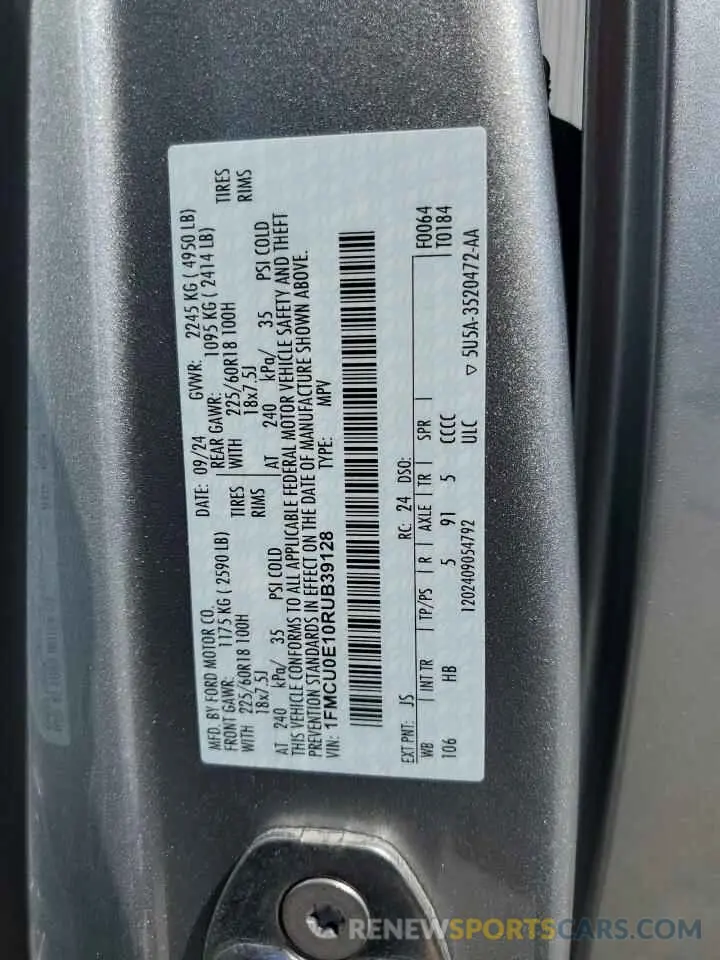 MFD. BY FORD MOTOR CO.
DATE: 09/24 GVWR: 2245 KG ( 4950 LB)
FRONT GAWR: 1175 KG ( 2590 LB) REAR GAWR: 1095 KG ( 2414 LB)
WITH 225/60R18 100H TIRES WITH 225/60R18 100H TIRES
18x7.5J RIMS 18x7.5J RIMS
AT 240 kPa/ 35 PSI COLD AT 240 kPa/ 35 PSI COLD
THIS VEHICLE CONFORMS TO ALL APPLICABLE FEDERAL MOTOR VEHICLE SAFETY AND THEFT
PREVENTION STANDARDS IN EFFECT ON THE DATE OF MANUFACTURE SHOWN ABOVE.
VIN: 1FMCU0E10RUB39128 TYPE: MPV
EXT PNT: JS RC: 24 DSO: F0064
WB INT TR TP/PS R AXLE TR SPR T0184
106 HB 5 91 5 CCCC
1202409054792 ULC ▽ 5U5A-3520472-AA
RENEWSPORTSCARS.COM